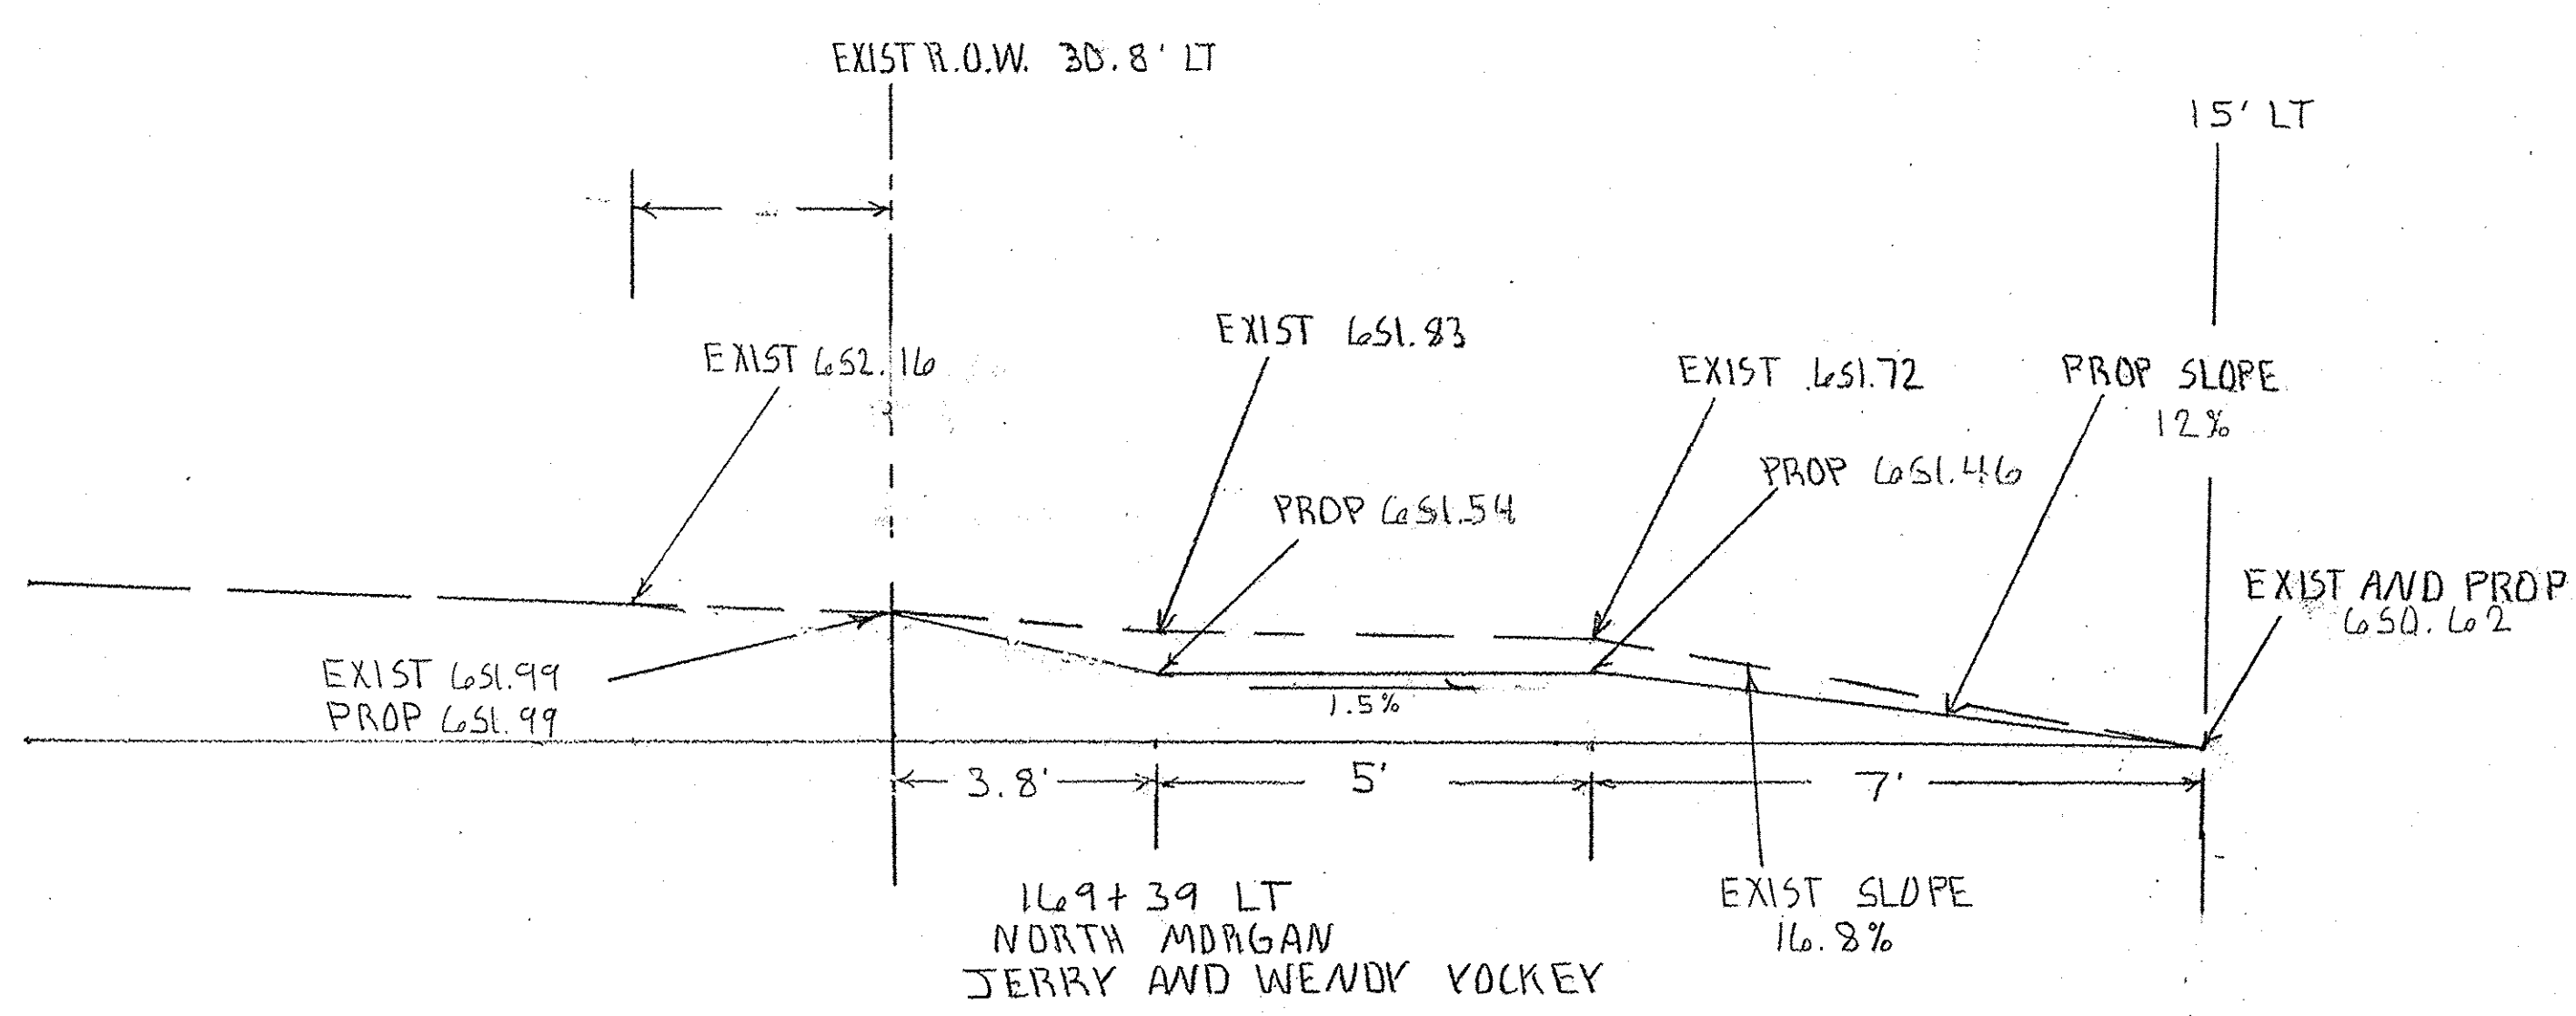 EXIST R.O.W. 30.8' LT
15' LT
EXIST 652.16
EXIST 651.83
EXIST 651.72
PROP SLOPE
12%
PROP 651.54
PROP 651.46
EXIST AND PROP
650.62
EXIST 651.99
PROP 651.99
1.5%
3.8'
5'
7'
169+39 LT
NORTH MORGAN
JERRY AND WENDY YOCKEY
EXIST SLOPE
16.8%